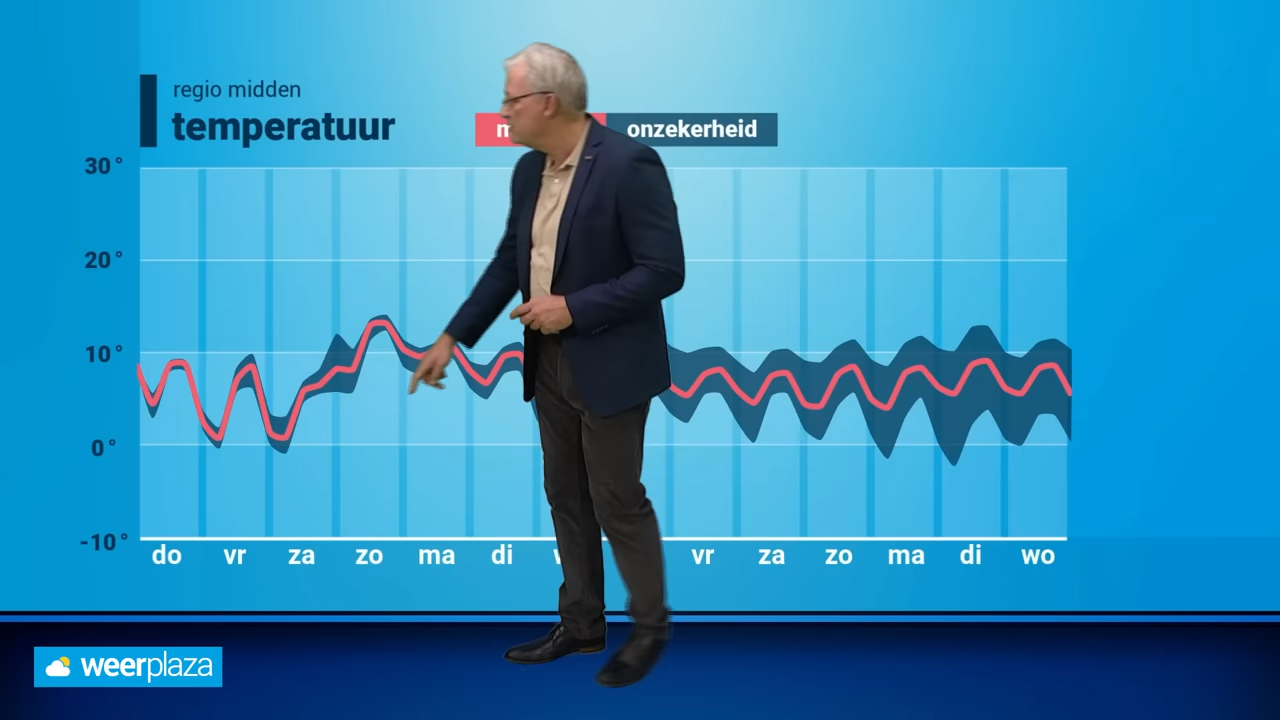 regio midden
temperatuur
onzekerheid
30°
20°
10°
0°
-10°
do vr za zo ma di vr za zo ma di wo
weerplaza